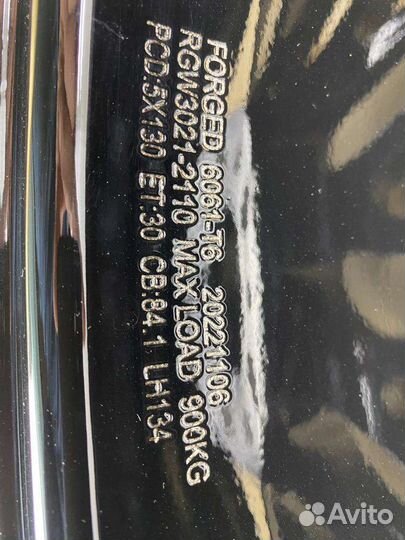 FORGED 6061-T6 20221106
RGW3021-2110 MAX LOAD 900KG
PCD:5X130 ET:30 CB:84.1 LH134
Avito